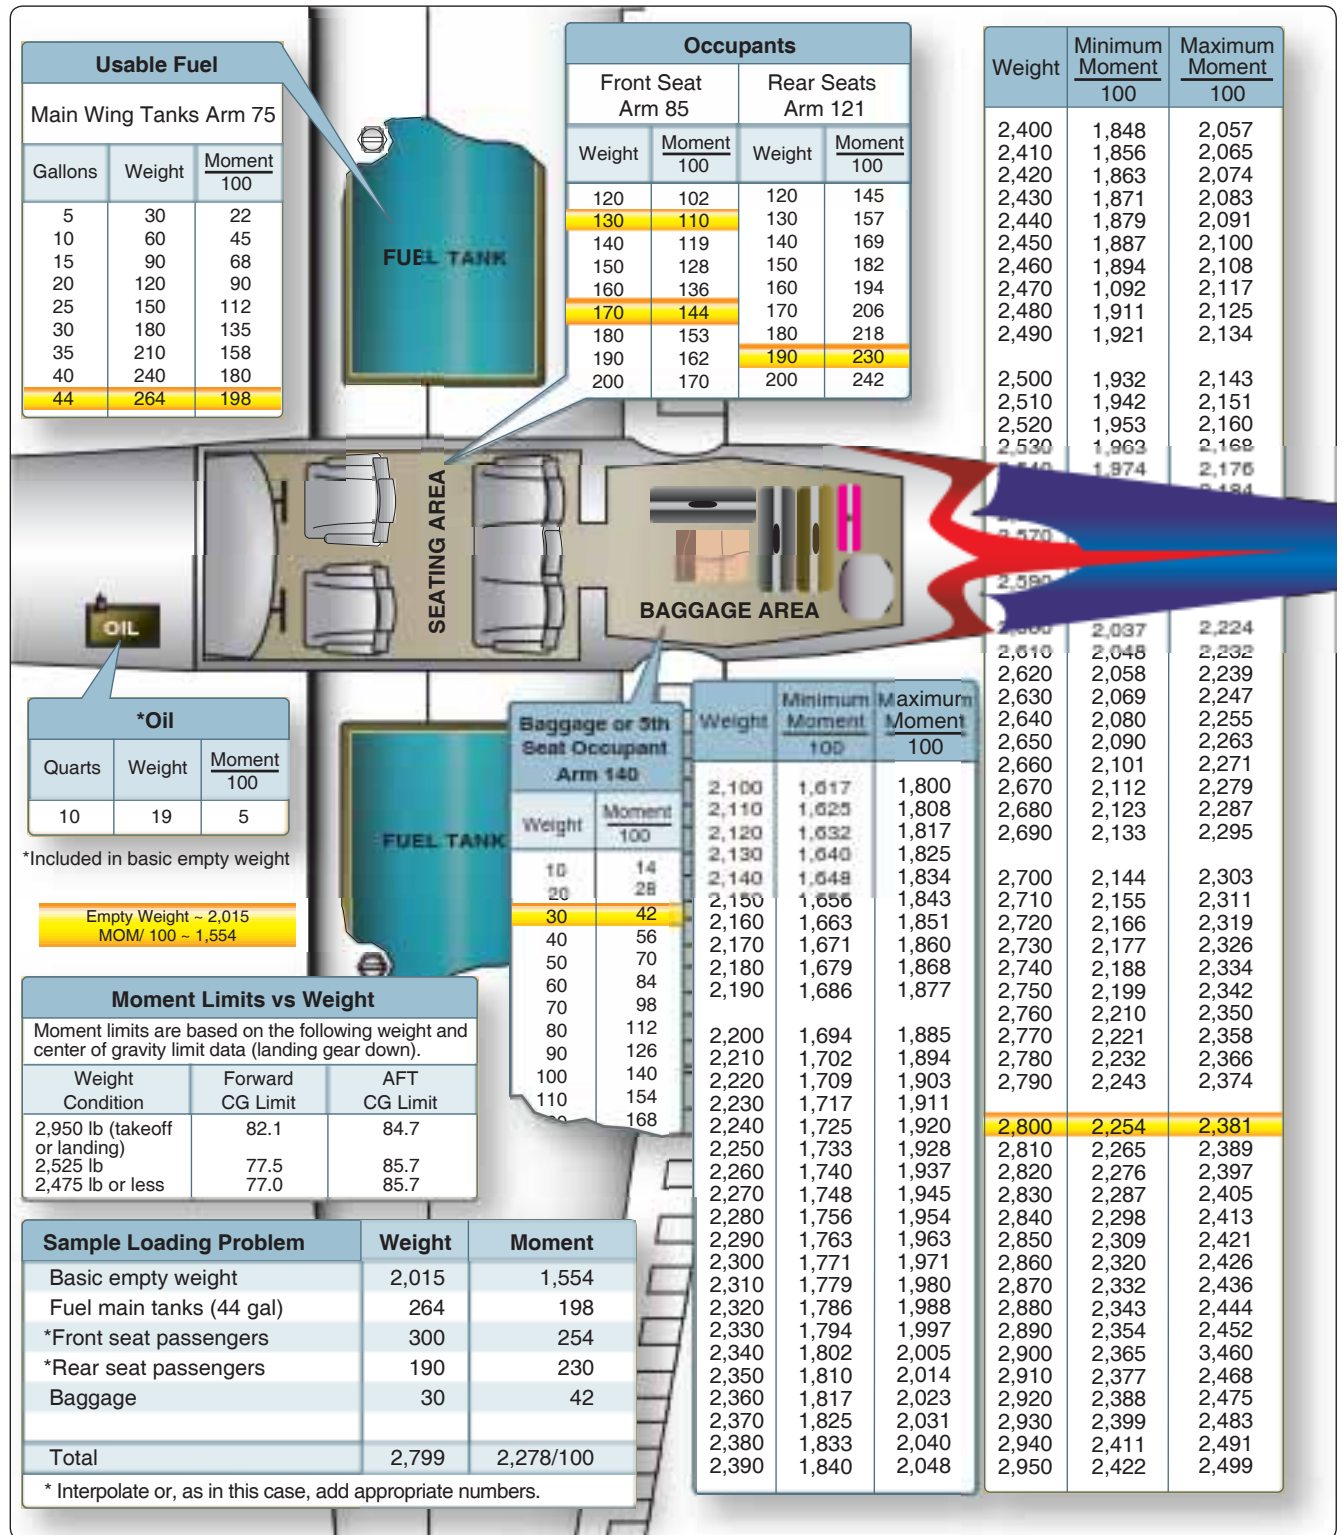 Usable Fuel
Main Wing Tanks Arm 75
Gallons Weight Moment 100
5 30 22
10 60 45
15 90 68
20 120 90
25 150 112
30 180 135
35 210 158
40 240 180
44 264 198
FUEL TANK
Occupants
Front Seat Arm 85 Rear Seats Arm 121
Weight Moment 100 Weight Moment 100
120 102 120 145
130 110 130 157
140 119 140 169
150 128 150 182
160 136 160 194
170 144 170 206
180 153 180 218
190 162 190 230
200 170 200 242
Weight Minimum Moment 100 Maximum Moment 100
2,400 1,848 2,057
2,410 1,856 2,065
2,420 1,863 2,074
2,430 1,871 2,083
2,440 1,879 2,091
2,450 1,887 2,100
2,460 1,894 2,108
2,470 1,092 2,117
2,480 1,911 2,125
2,490 1,921 2,134
2,500 1,932 2,143
2,510 1,942 2,151
2,520 1,953 2,160
2,530 1,963 2,168
1,974 2,176
2,184
2,570
2,590
2,037 2,224
2,610 2,048 2,232
2,620 2,058 2,239
2,630 2,069 2,247
2,640 2,080 2,255
2,650 2,090 2,263
2,660 2,101 2,271
2,670 2,112 2,279
2,680 2,123 2,287
2,690 2,133 2,295
2,700 2,144 2,303
2,710 2,155 2,311
2,720 2,166 2,319
2,730 2,177 2,326
2,740 2,188 2,334
2,750 2,199 2,342
2,760 2,210 2,350
2,770 2,221 2,358
2,780 2,232 2,366
2,790 2,243 2,374
2,800 2,254 2,381
2,810 2,265 2,389
2,820 2,276 2,397
2,830 2,287 2,405
2,840 2,298 2,413
2,850 2,309 2,421
2,860 2,320 2,426
2,870 2,332 2,436
2,880 2,343 2,444
2,890 2,354 2,452
2,900 2,365 3,460
2,910 2,377 2,468
2,920 2,388 2,475
2,930 2,399 2,483
2,940 2,411 2,491
2,950 2,422 2,499
SEATING AREA
BAGGAGE AREA
OIL
*Oil
Quarts Weight Moment 100
10 19 5
*Included in basic empty weight
Empty Weight ~ 2,015
MOM/ 100 ~ 1,554
FUEL TANK
Baggage or 5th
Seat Occupant
Arm 140
Weight Moment 100
10 14
20 28
30 42
40 56
50 70
60 84
70 98
80 112
90 126
100 140
110 154
168
Weight Minimum Moment 100 Maximum Moment 100
2,100 1,617 1,800
2,110 1,625 1,808
2,120 1,632 1,817
2,130 1,640 1,825
2,140 1,648 1,834
2,150 1,656 1,843
2,160 1,663 1,851
2,170 1,671 1,860
2,180 1,679 1,868
2,190 1,686 1,877
2,200 1,694 1,885
2,210 1,702 1,894
2,220 1,709 1,903
2,230 1,717 1,911
2,240 1,725 1,920
2,250 1,733 1,928
2,260 1,740 1,937
2,270 1,748 1,945
2,280 1,756 1,954
2,290 1,763 1,963
2,300 1,771 1,971
2,310 1,779 1,980
2,320 1,786 1,988
2,330 1,794 1,997
2,340 1,802 2,005
2,350 1,810 2,014
2,360 1,817 2,023
2,370 1,825 2,031
2,380 1,833 2,040
2,390 1,840 2,048
Moment Limits vs Weight
Moment limits are based on the following weight and
center of gravity limit data (landing gear down).
Weight Condition Forward CG Limit AFT CG Limit
2,950 lb (takeoff or landing) 82.1 84.7
2,525 lb 77.5 85.7
2,475 lb or less 77.0 85.7
Sample Loading Problem Weight Moment
Basic empty weight 2,015 1,554
Fuel main tanks (44 gal) 264 198
*Front seat passengers 300 254
*Rear seat passengers 190 230
Baggage 30 42
Total 2,799 2,278/100
* Interpolate or, as in this case, add appropriate numbers.